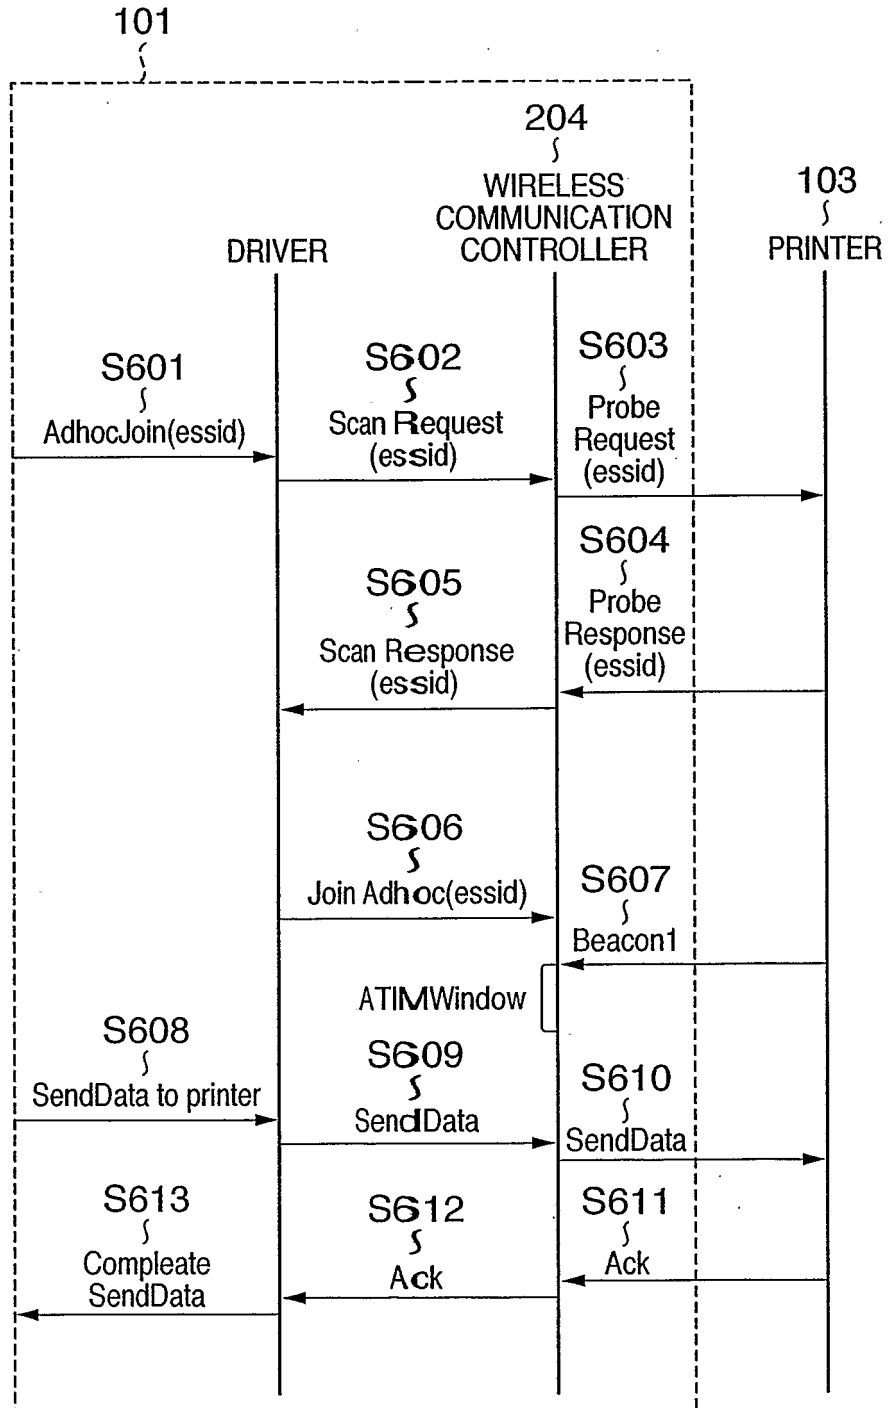 101
204
WIRELESS
COMMUNICATION
CONTROLLER
103
PRINTER
DRIVER
S601
AdhocJoin(essid)
S602
Scan Request
(essid)
S603
Probe
Request
(essid)
S604
Probe
Response
(essid)
S605
Scan Response
(essid)
S606
Join Adhoc(essid)
S607
Beacon1
ATIMWindow
S608
SendData to printer
S609
SendData
S610
SendData
S611
Ack
S612
Ack
S613
Compleate
SendData